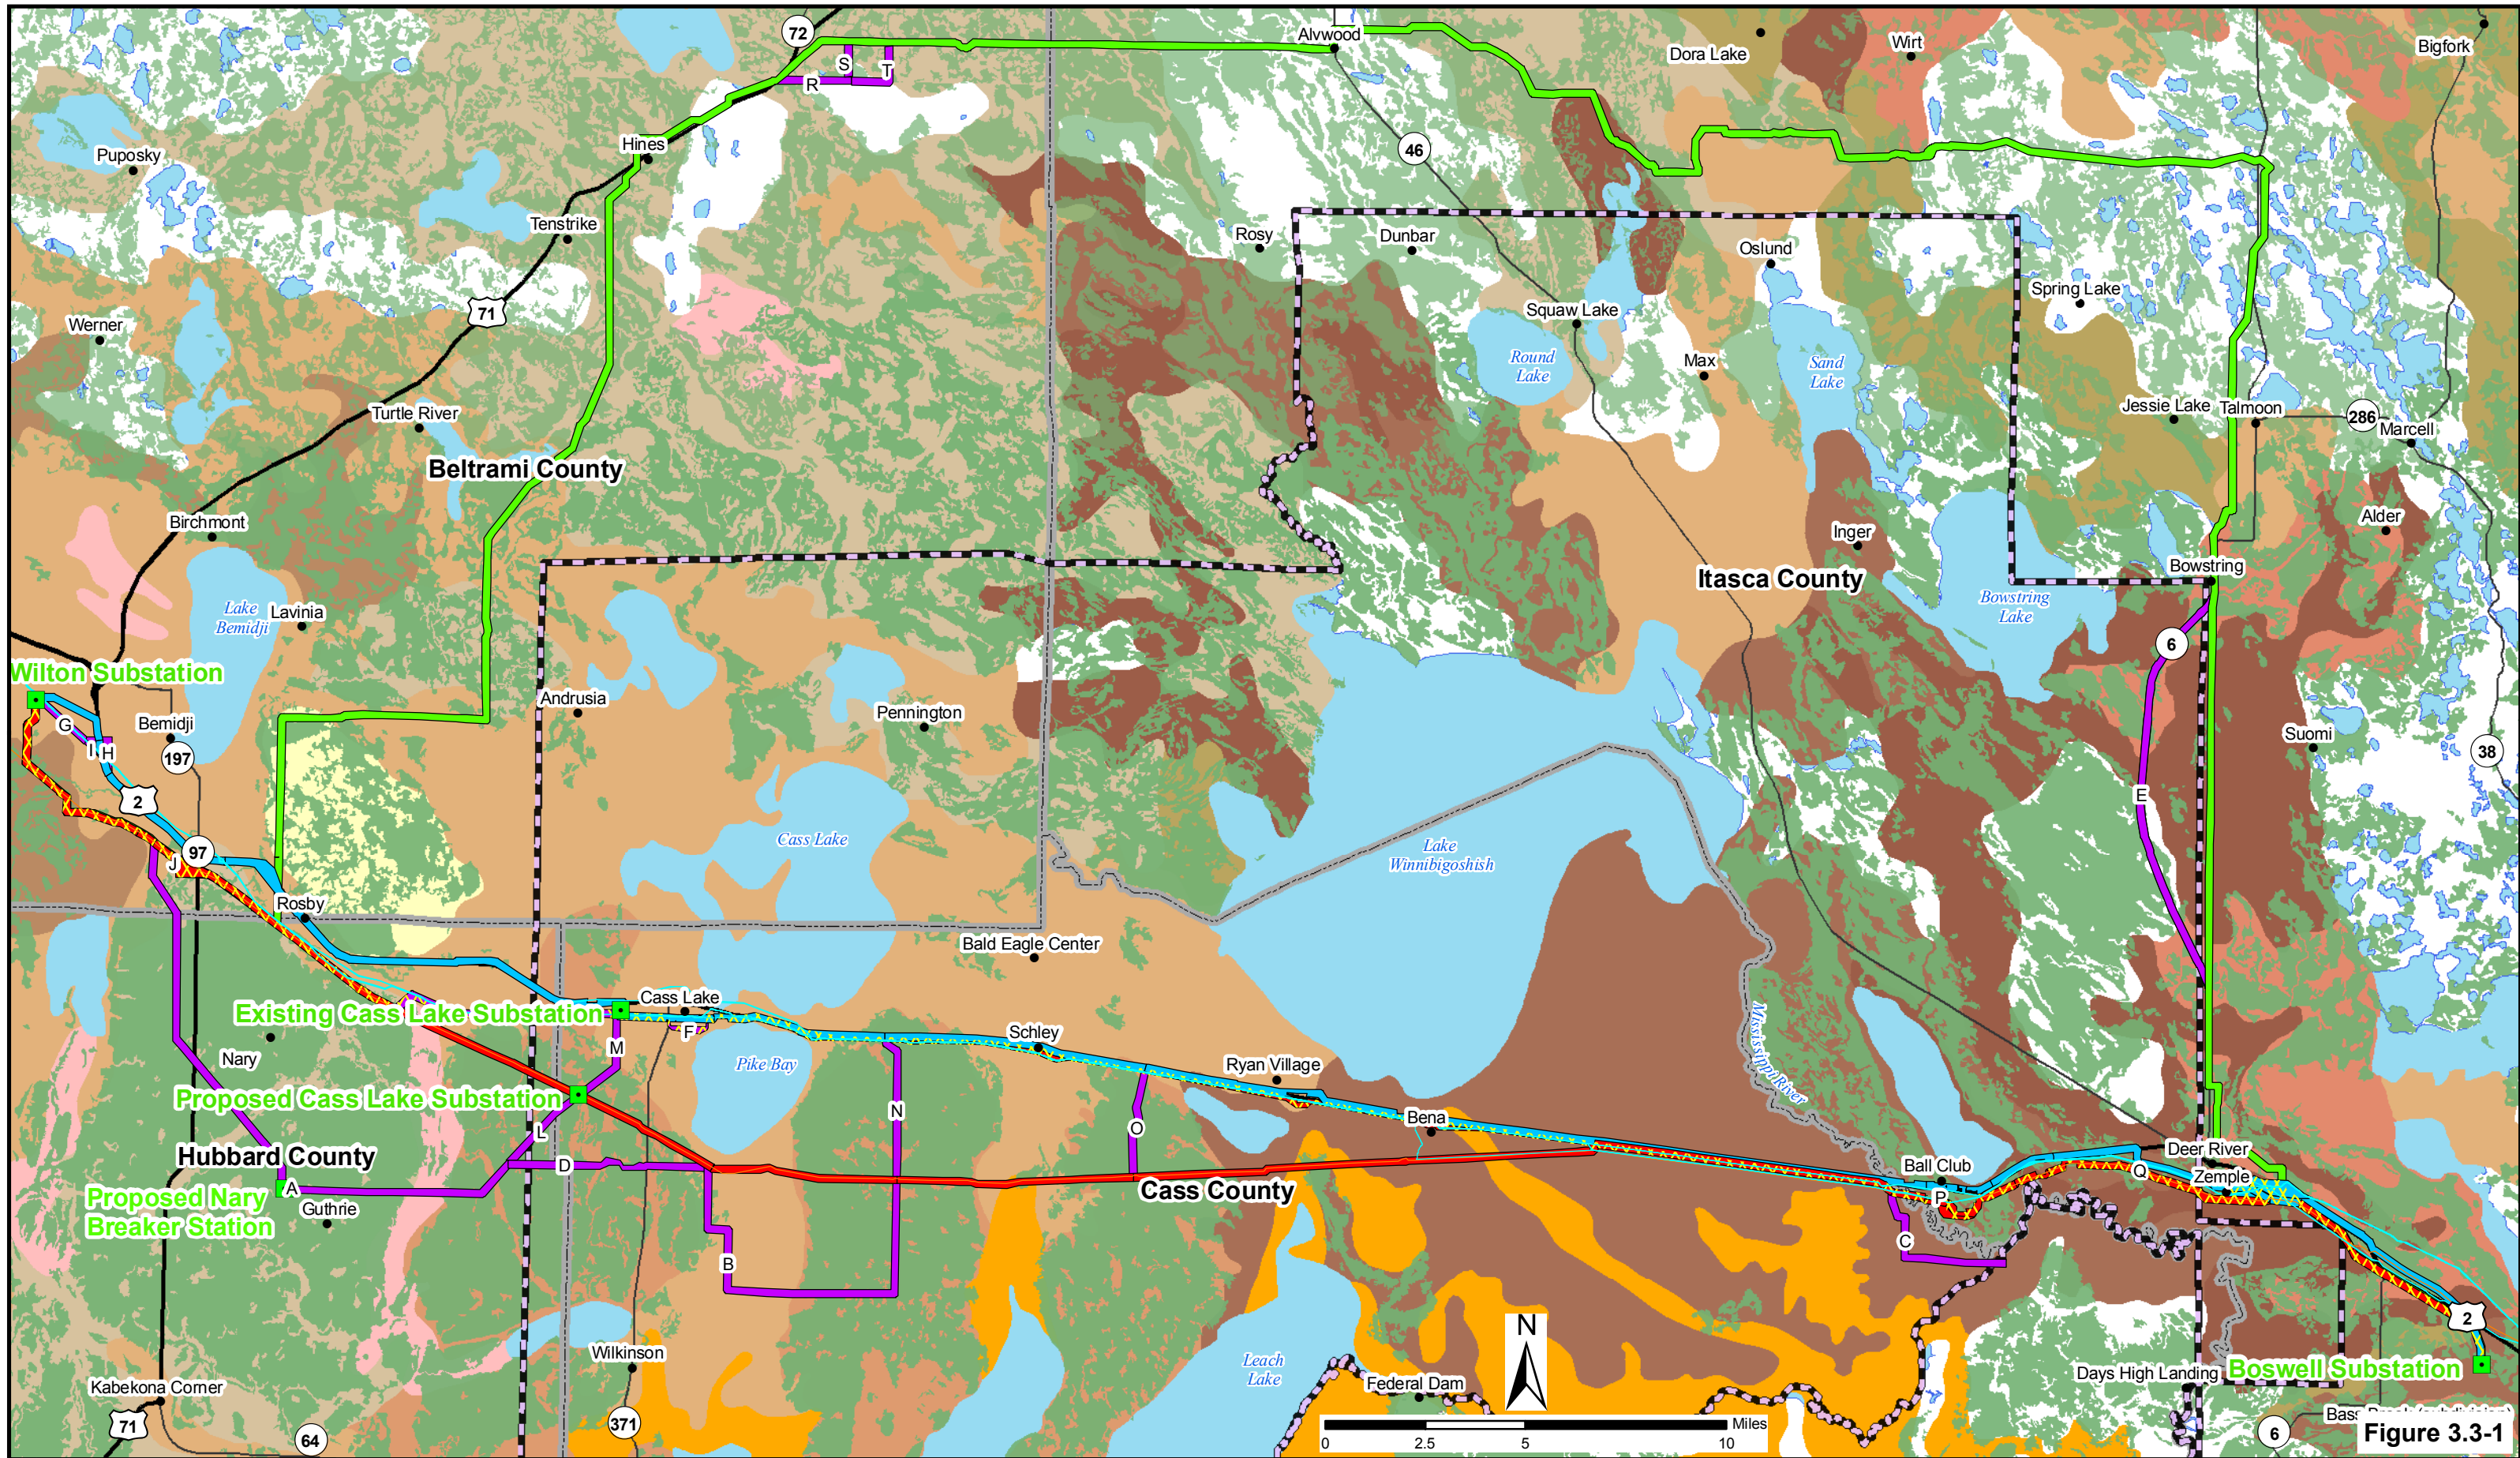 72
Alvwood
Dora Lake
Wirt
Bigfork
S
T
R
Hines
46
Puposky
Tenstrike
Rosy
Dunbar
Oslund
Spring Lake
71
Squaw Lake
Werner
Round
Lake
Max
Sand
Lake
Turtle River
Jessie Lake
Talmoon
286
Marcell
Beltrami County
Birchmont
Alder
Inger
Bowstring
Itasca County
Lake
Bemidji
Lavinia
Bowstring
Lake
6
Wilton Substation
Andrusia
Pennington
G
I
H
Bemidji
197
Suomi
38
2
E
Cass Lake
Lake
Winnibigoshish
97
J
Rosby
Bald Eagle Center
Existing Cass Lake Substation
Cass Lake
F
Schley
Mississippi River
Nary
M
Pike Bay
Ryan Village
Proposed Cass Lake Substation
N
O
Bena
L
Hubbard County
D
Deer River
Ball Club
Q
Zemple
A
Proposed Nary
Breaker Station
Guthrie
Cass County
P
B
C
N
2
Wilkinson
Leach
Lake
Federal Dam
Days High Landing
Boswell Substation
Kabekona Corner
71
64
371
0
2.5
5
10
Miles
6
Figure 3.3-1